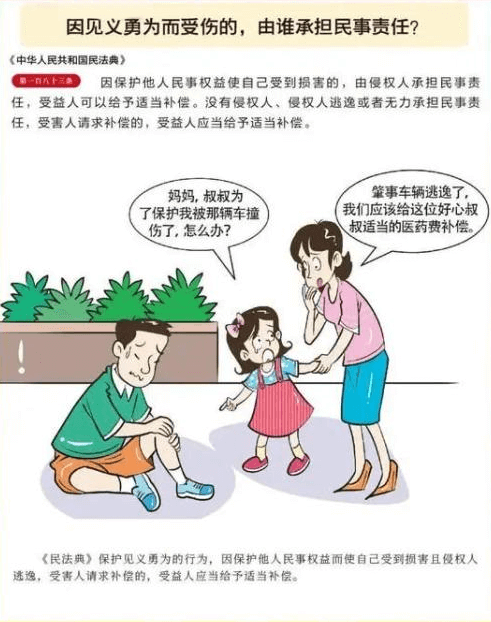 因见义勇为而受伤的，由谁承担民事责任？
《中华人民共和国民法典》
第一百八十三条 因保护他人民事权益使自己受到损害的，由侵权人承担民事责
任，受益人可以给予适当补偿。没有侵权人、侵权人逃逸或者无力承担民事责
任，受害人请求补偿的，受益人应当给予适当补偿。
妈妈，叔叔为
了保护我被那辆车撞
伤了，怎么办？
肇事车辆逃逸了，
我们应该给这位好心叔
叔适当的医药费补偿。
《民法典》保护见义勇为的行为，因保护他人民事权益而使自己受到损害且侵权人
逃逸，受害人请求补偿的，受益人应当给予适当补偿。